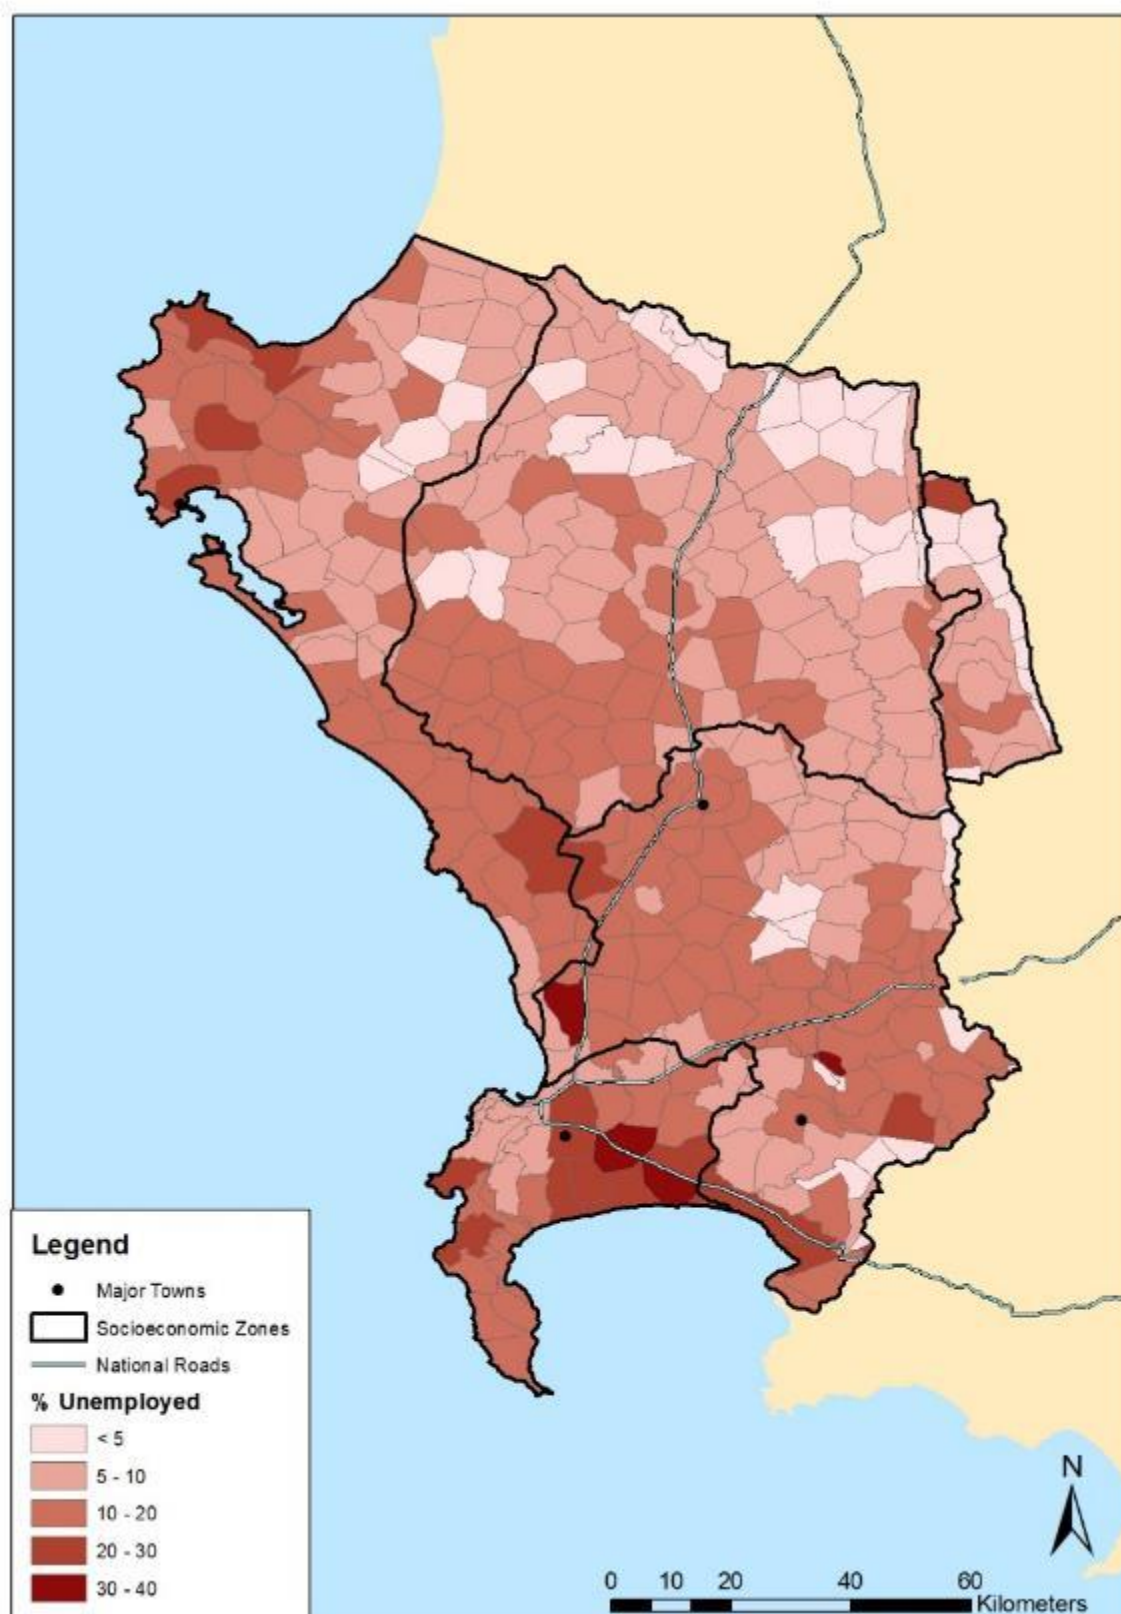 Legend
Major Towns
Socioeconomic Zones
National Roads
% Unemployed
< 5
5 - 10
10 - 20
20 - 30
30 - 40
N
0 10 20 40 60
Kilometers